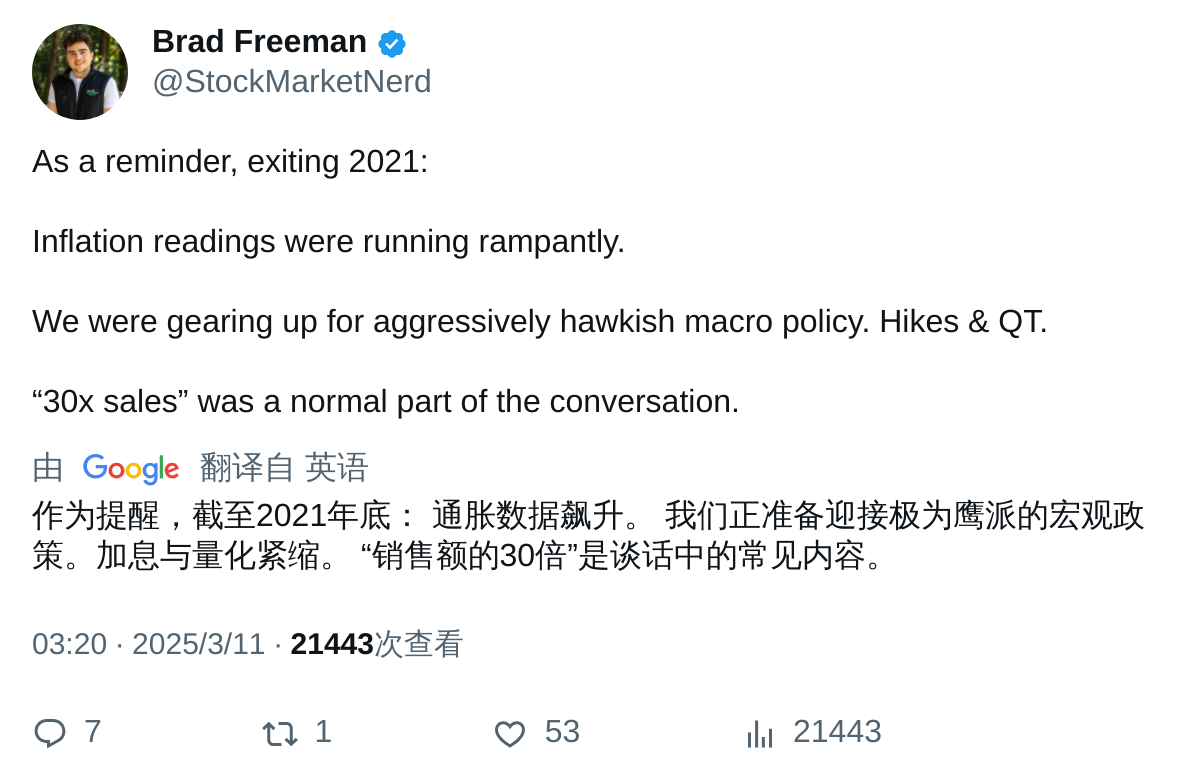 Brad Freeman
@StockMarketNerd
As a reminder, exiting 2021:
Inflation readings were running rampantly.
We were gearing up for aggressively hawkish macro policy. Hikes & QT.
“30x sales” was a normal part of the conversation.
由 Google 翻译自 英语
作为提醒，截至2021年底： 通胀数据飙升。 我们正准备迎接极为鹰派的宏观政
策。加息与量化紧缩。 “销售额的30倍”是谈话中的常见内容。
03:20 · 2025/3/11 · 21443次查看
7 1 53 21443